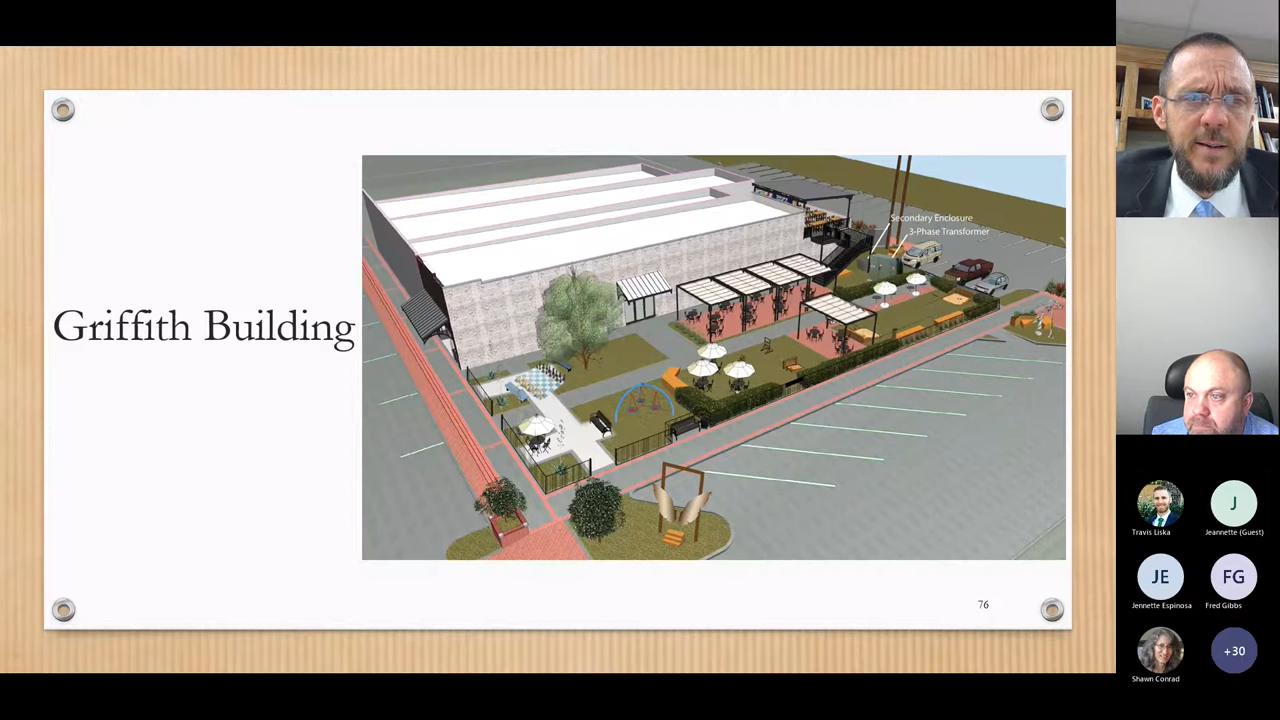 Griffith Building
Secondary Enclosure
3-Phase Transformer
76
Travis Liska
J
Jeannette (Guest)
JE
Jennette Espinosa
FG
Fred Gibbs
Shawn Conrad
+30